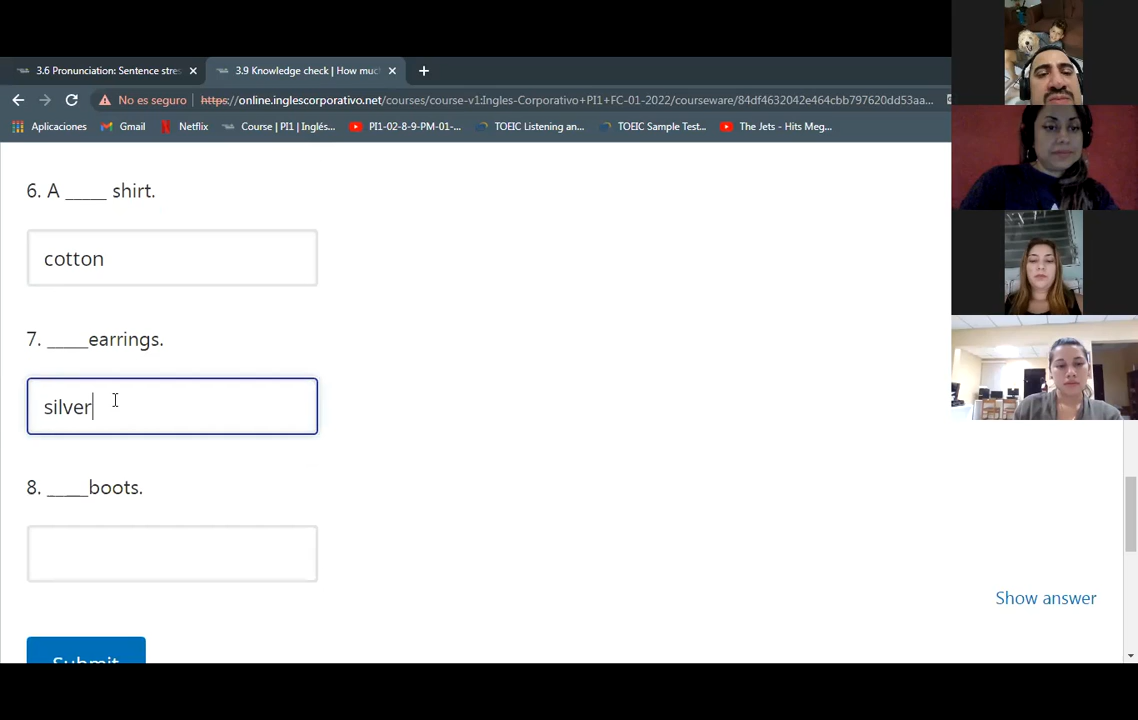 3.6 Pronunciation: Sentence stres
3.9 Knowledge check | How muc
No es seguro https://online.inglescorporativo.net/courses/course-v1:Ingles-Corporativo+PI1+FC-01-2022/courseware/84df4632042e464cbb797620dd53aa...
Aplicaciones Gmail Netflix Course | PI1 | Inglés... PI1-02-8-9-PM-01-... TOEIC Listening an... TOEIC Sample Test... The Jets - Hits Meg...
6. A _____ shirt.
cotton
7. _____earrings.
silver
8. _____boots.
Show answer
Submit